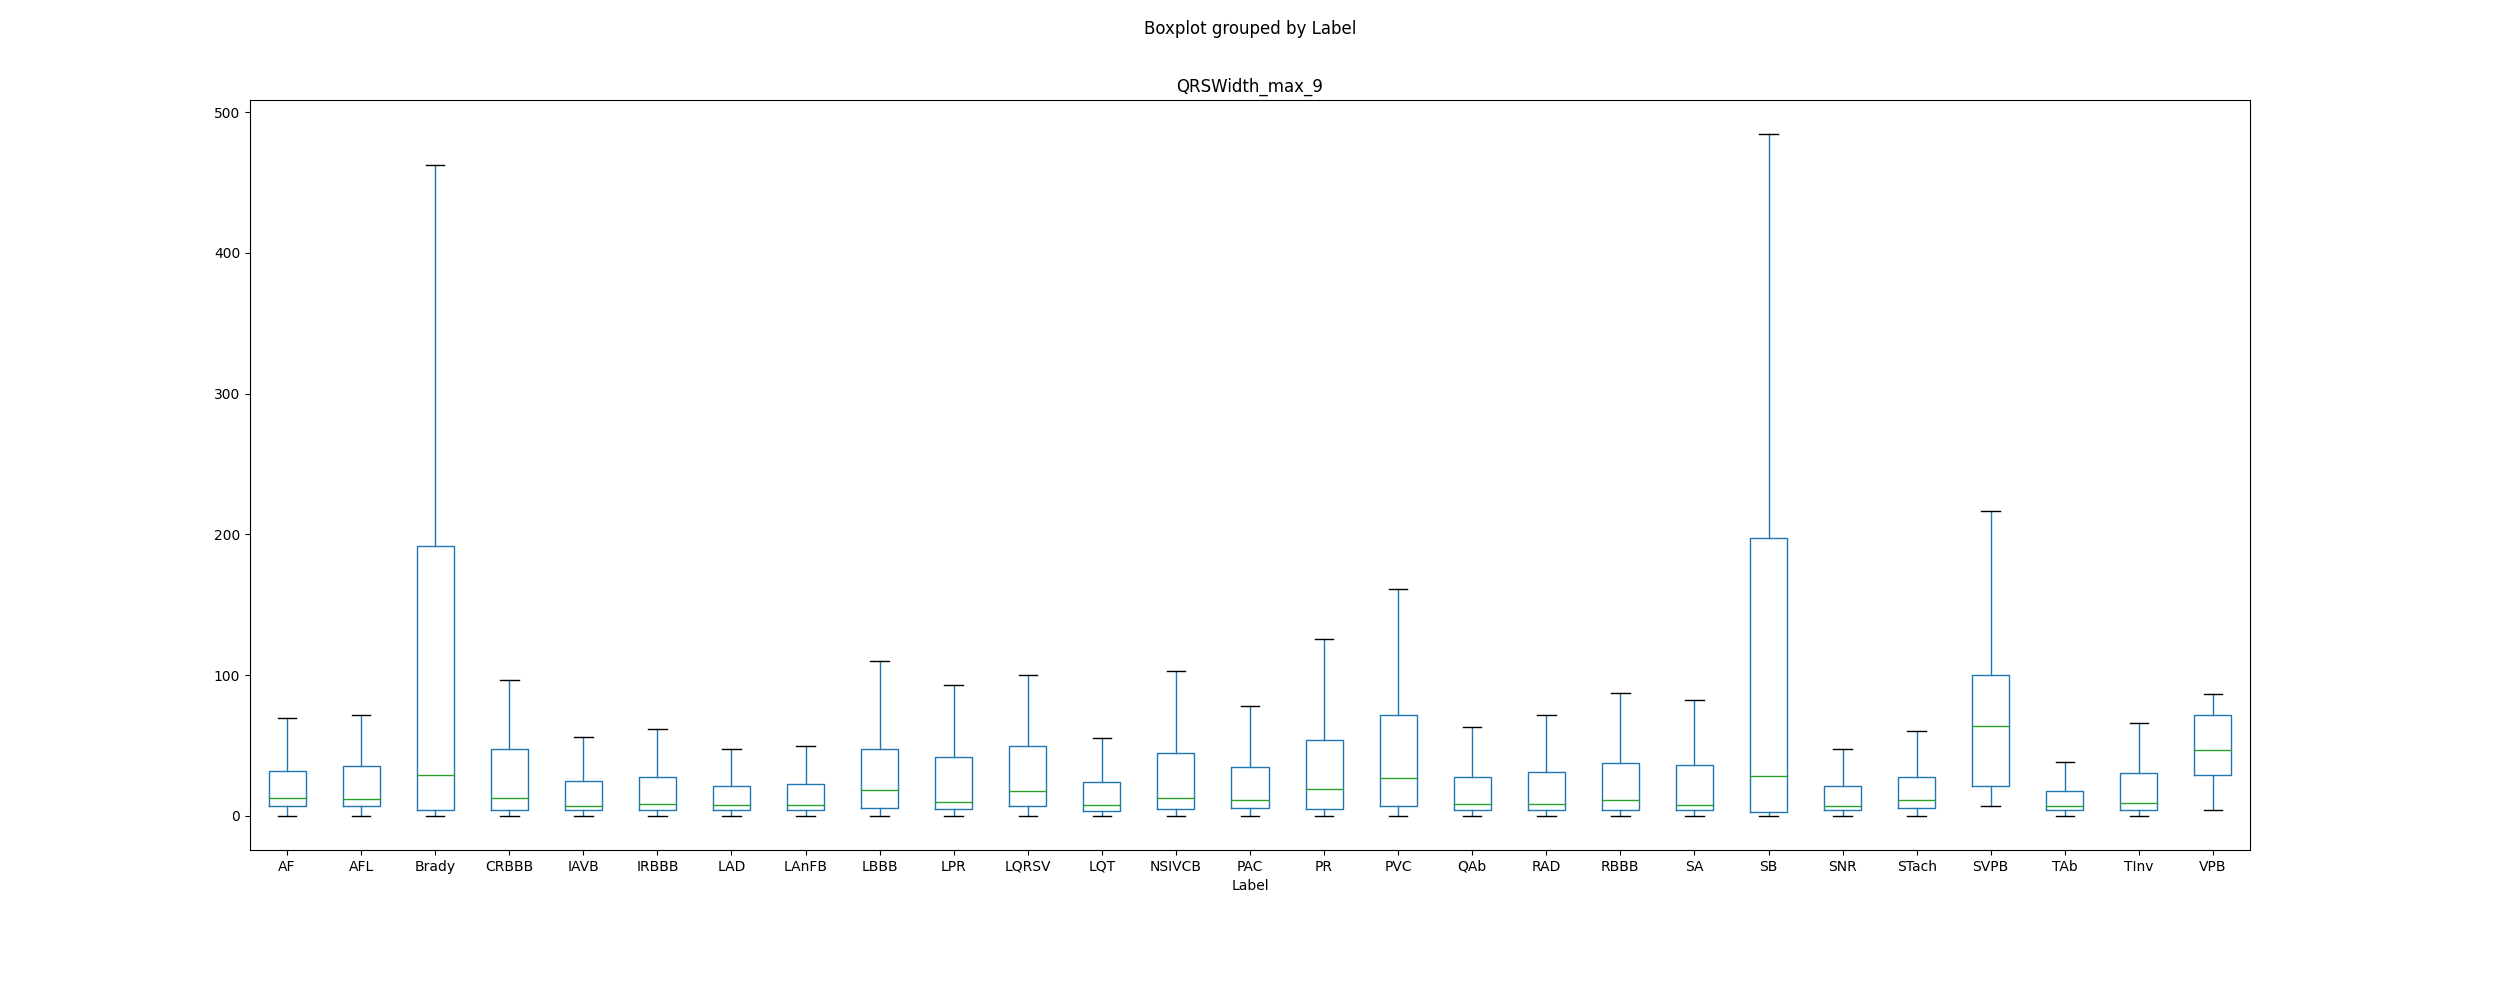 Boxplot grouped by Label
QRSWidth_max_9
500
400
300
200
100
0
AF AFL Brady CRBBB IAVB IRBBB LAD LAnFB LBBB LPR LQRSV LQT NSIVCB PAC PR PVC QAb RAD RBBB SA SB SNR STach SVPB TAb TInv VPB
Label